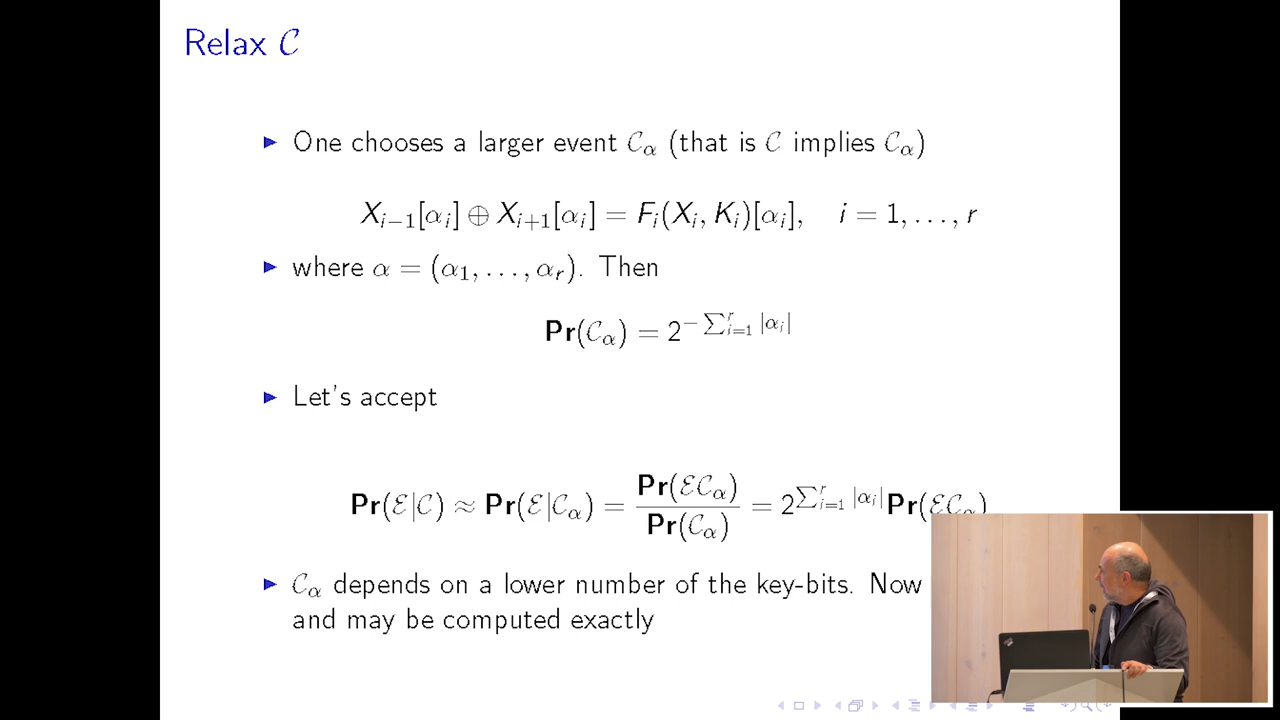 Relax 𝒞
▶ One chooses a larger event 𝒞_α (that is 𝒞 implies 𝒞_α)
X_{i−1}[α_i] ⊕ X_{i+1}[α_i] = F_i(X_i, K_i)[α_i], i = 1, . . . , r
▶ where α = (α_1, . . . , α_r). Then
Pr(𝒞_α) = 2^{−∑_{i=1}^{r} |α_i|}
▶ Let's accept
Pr(ℰ|𝒞) ≈ Pr(ℰ|𝒞_α) = \frac{Pr(ℰ𝒞_α)}{Pr(𝒞_α)} = 2^{∑_{i=1}^{r} |α_i|} Pr(ℰ𝒞_α)
▶ 𝒞_α depends on a lower number of the key-bits. Now
and may be computed exactly